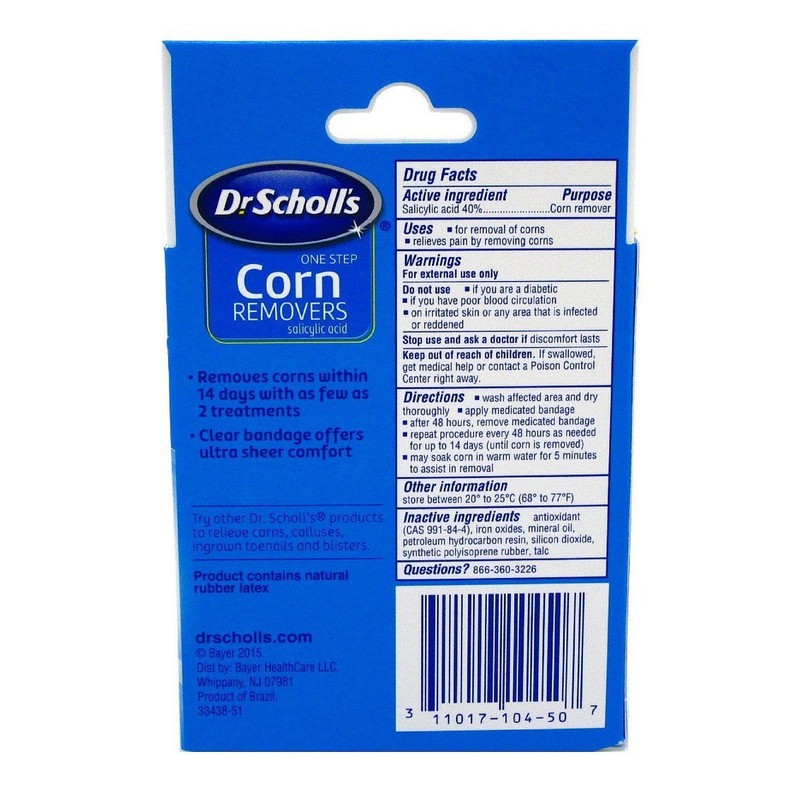 Dr.Scholl's®
ONE STEP
Corn
REMOVERS
salicylic acid
• Removes corns within
14 days with as few as
2 treatments
• Clear bandage offers
ultra sheer comfort
Try other Dr. Scholl's® products
to relieve corns, calluses,
ingrown toenails and blisters.
Product contains natural
rubber latex
drscholls.com
© Bayer 2015.
Dist by: Bayer HealthCare LLC.
Whippany, NJ 07981
Product of Brazil.
33438-51
Drug Facts
Active ingredient Purpose
Salicylic acid 40%..........................Corn remover
Uses ▪ for removal of corns
▪ relieves pain by removing corns
Warnings
For external use only
Do not use ▪ if you are a diabetic
▪ if you have poor blood circulation
▪ on irritated skin or any area that is infected
or reddened
Stop use and ask a doctor if discomfort lasts
Keep out of reach of children. If swallowed,
get medical help or contact a Poison Control
Center right away.
Directions ▪ wash affected area and dry
thoroughly ▪ apply medicated bandage
▪ after 48 hours, remove medicated bandage
▪ repeat procedure every 48 hours as needed
for up to 14 days (until corn is removed)
▪ may soak corn in warm water for 5 minutes
to assist in removal
Other information
store between 20° to 25°C (68° to 77°F)
Inactive ingredients antioxidant
(CAS 991-84-4), iron oxides, mineral oil,
petroleum hydrocarbon resin, silicon dioxide,
synthetic polyisoprene rubber, talc
Questions? 866-360-3226
3 11017-104-50 7